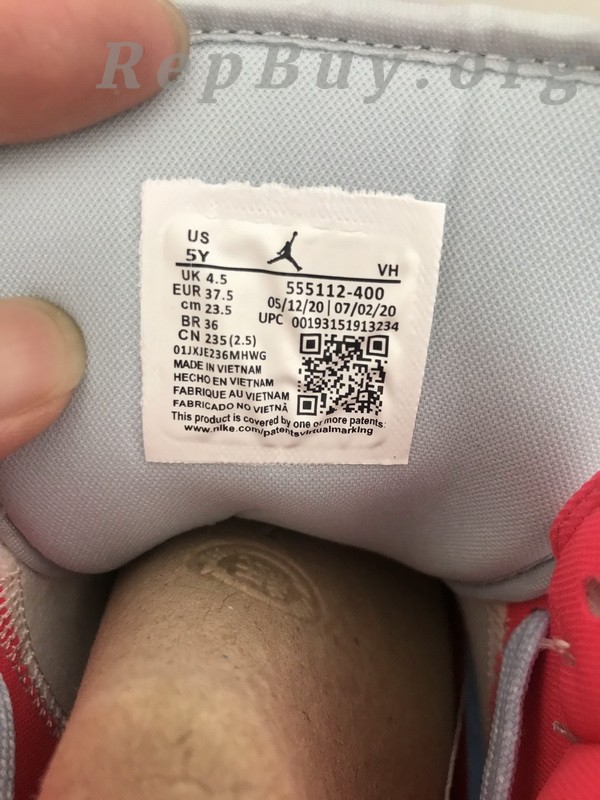 RepBuy.org
US
5Y
VH
UK 4.5
EUR 37.5
cm 23.5
BR 36
CN 235 (2.5)
555112-400
05/12/20 | 07/02/20
UPC 00193151913234
01JXJE236MHWG
MADE IN VIETNAM
HECHO EN VIETNAM
FABRIQUE AU VIETNAM
FABRICADO NO VIETNÃ
This product is covered by one or more patents:
www.nike.com/patentsvirtualmarking